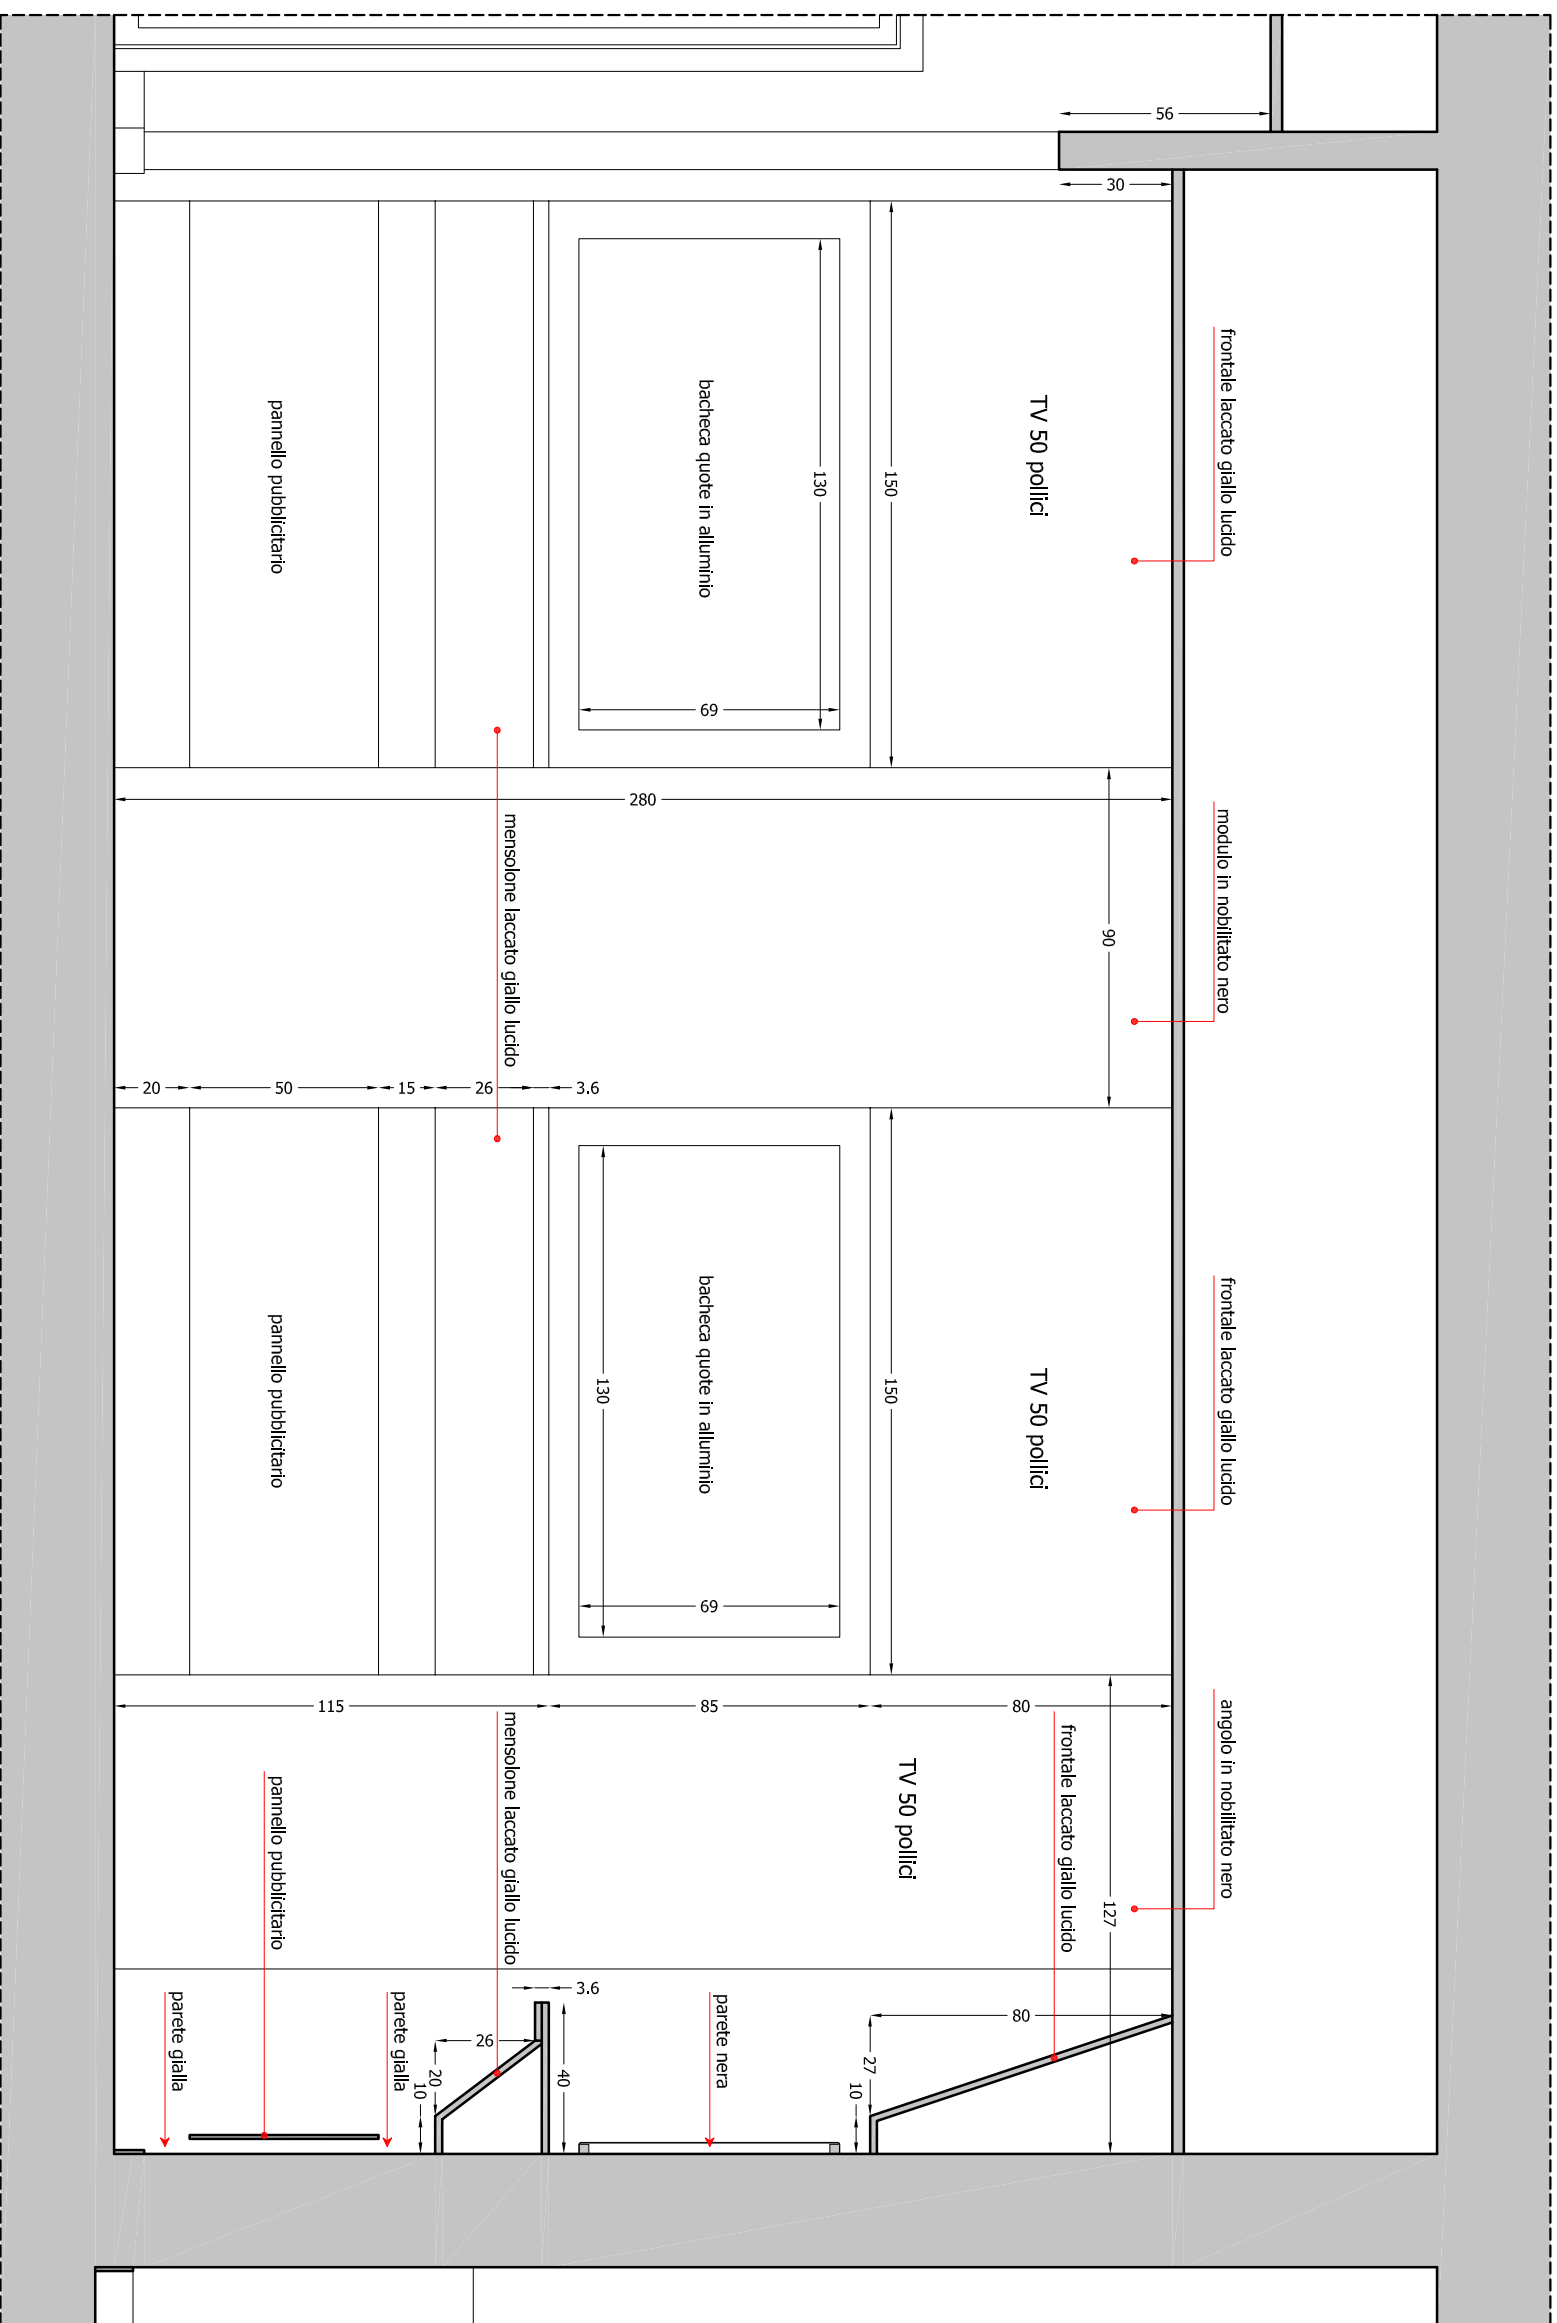 frontale laccato giallo lucido
modulo in nobilitato nero
frontale laccato giallo lucido
angolo in nobilitato nero
56
30
TV 50 pollici
90
TV 50 pollici
127
frontale laccato giallo lucido
150
150
80
80
TV 50 pollici
27
10
130
69
bacheca quote in alluminio
280
bacheca quote in alluminio
130
69
85
parete nera
mensolone laccato giallo lucido
3.6
26
15
50
20
mensolone laccato giallo lucido
3.6
40
26
20
10
115
pannello pubblicitario
pannello pubblicitario
pannello pubblicitario
parete gialla
parete gialla